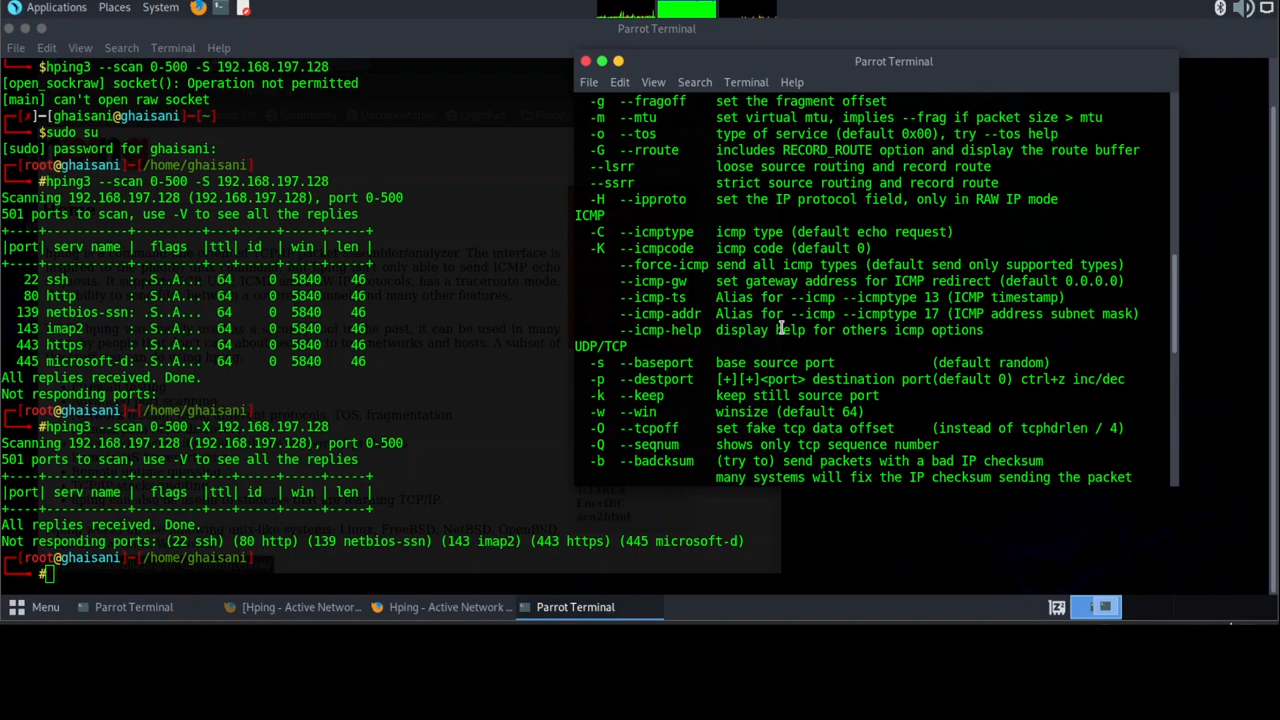 Applications Places System
Parrot Terminal
File Edit View Search Terminal Help
$hping3 --scan 0-500 -S 192.168.197.128
[open_sockraw] socket(): Operation not permitted
[main] can't open raw socket
[✗]─[ghaisani@ghaisani]─[~]
$sudo su
[sudo] password for ghaisani:
[root@ghaisani]─[/home/ghaisani]
#hping3 --scan 0-500 -S 192.168.197.128
Scanning 192.168.197.128 (192.168.197.128), port 0-500
501 ports to scan, use -V to see all the replies
+----+-----------+---------+---+-----+-----+-----+
|port| serv name | flags |ttl| id | win | len |
+----+-----------+---------+---+-----+-----+-----+
22 ssh : .S..A... 64 0 5840 46
80 http : .S..A... 64 0 5840 46
139 netbios-ssn: .S..A... 64 0 5840 46
143 imap2 : .S..A... 64 0 5840 46
443 https : .S..A... 64 0 5840 46
445 microsoft-d: .S..A... 64 0 5840 46
All replies received. Done.
Not responding ports:
[root@ghaisani]─[/home/ghaisani]
#hping3 --scan 0-500 -X 192.168.197.128
Scanning 192.168.197.128 (192.168.197.128), port 0-500
501 ports to scan, use -V to see all the replies
+----+-----------+---------+---+-----+-----+-----+
|port| serv name | flags |ttl| id | win | len |
+----+-----------+---------+---+-----+-----+-----+
All replies received. Done.
Not responding ports: (22 ssh) (80 http) (139 netbios-ssn) (143 imap2) (443 https) (445 microsoft-d)
[root@ghaisani]─[/home/ghaisani]
#
Parrot Terminal
File Edit View Search Terminal Help
-g --fragoff set the fragment offset
-m --mtu set virtual mtu, implies --frag if packet size > mtu
-o --tos type of service (default 0x00), try --tos help
-G --rroute includes RECORD_ROUTE option and display the route buffer
--lsrr loose source routing and record route
--ssrr strict source routing and record route
-H --ipproto set the IP protocol field, only in RAW IP mode
ICMP
-C --icmptype icmp type (default echo request)
-K --icmpcode icmp code (default 0)
--force-icmp send all icmp types (default send only supported types)
--icmp-gw set gateway address for ICMP redirect (default 0.0.0.0)
--icmp-ts Alias for --icmp --icmptype 13 (ICMP timestamp)
--icmp-addr Alias for --icmp --icmptype 17 (ICMP address subnet mask)
--icmp-help display help for others icmp options
UDP/TCP
-s --baseport base source port (default random)
-p --destport [+][+]<port> destination port(default 0) ctrl+z inc/dec
-k --keep keep still source port
-w --win winsize (default 64)
-O --tcpoff set fake tcp data offset (instead of tcphdrlen / 4)
-Q --seqnum shows only tcp sequence number
-b --badcksum (try to) send packets with a bad IP checksum
many systems will fix the IP checksum sending the packet
Menu
Parrot Terminal
[Hping - Active Networ...
Hping - Active Network ...
Parrot Terminal